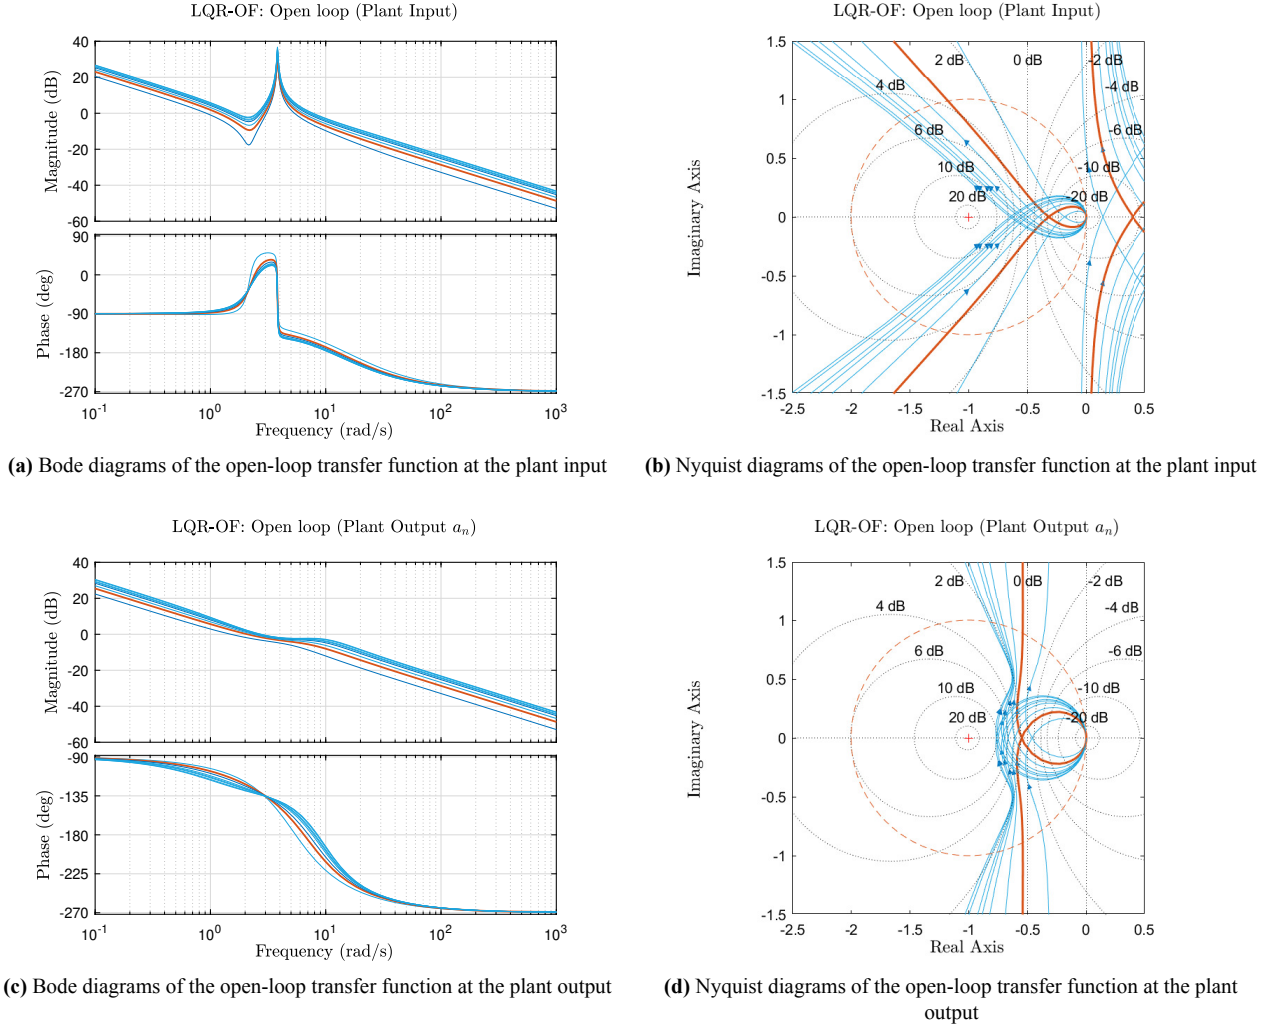 LQR-OF: Open loop (Plant Input)
40
20
0
-20
-40
-60
Magnitude (dB)
90
0
-90
-180
-270
Phase (deg)
10^-1
10^0
10^1
10^2
10^3
Frequency (rad/s)
(a) Bode diagrams of the open-loop transfer function at the plant input
LQR-OF: Open loop (Plant Input)
1.5
1
0.5
0
-0.5
-1
-1.5
Imaginary Axis
2 dB
0 dB
-2 dB
4 dB
-4 dB
6 dB
-6 dB
10 dB
-10 dB
20 dB
-20 dB
-2.5
-2
-1.5
-1
-0.5
0
0.5
Real Axis
(b) Nyquist diagrams of the open-loop transfer function at the plant input
LQR-OF: Open loop (Plant Output a_n)
40
20
0
-20
-40
-60
Magnitude (dB)
-90
-135
-180
-225
-270
Phase (deg)
10^-1
10^0
10^1
10^2
10^3
Frequency (rad/s)
(c) Bode diagrams of the open-loop transfer function at the plant output
LQR-OF: Open loop (Plant Output a_n)
1.5
1
0.5
0
-0.5
-1
-1.5
Imaginary Axis
2 dB
0 dB
-2 dB
4 dB
-4 dB
6 dB
-6 dB
10 dB
-10 dB
20 dB
-20 dB
-2.5
-2
-1.5
-1
-0.5
0
0.5
Real Axis
(d) Nyquist diagrams of the open-loop transfer function at the plant
output